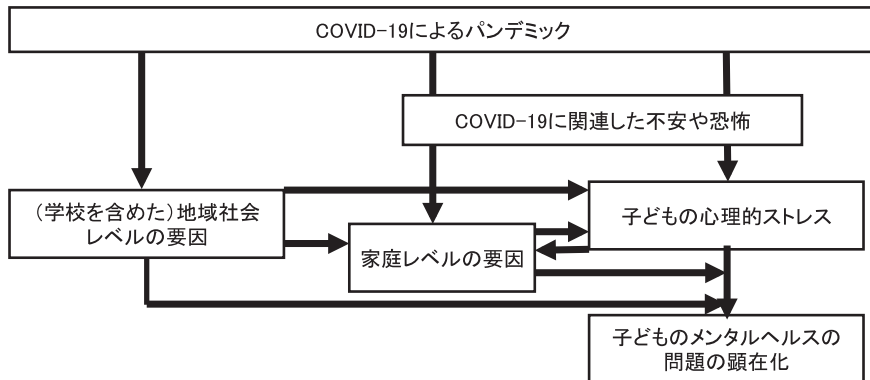 COVID-19によるパンデミック
COVID-19に関連した不安や恐怖
（学校を含めた）地域社会
レベルの要因
家庭レベルの要因
子どもの心理的ストレス
子どものメンタルヘルスの
問題の顕在化